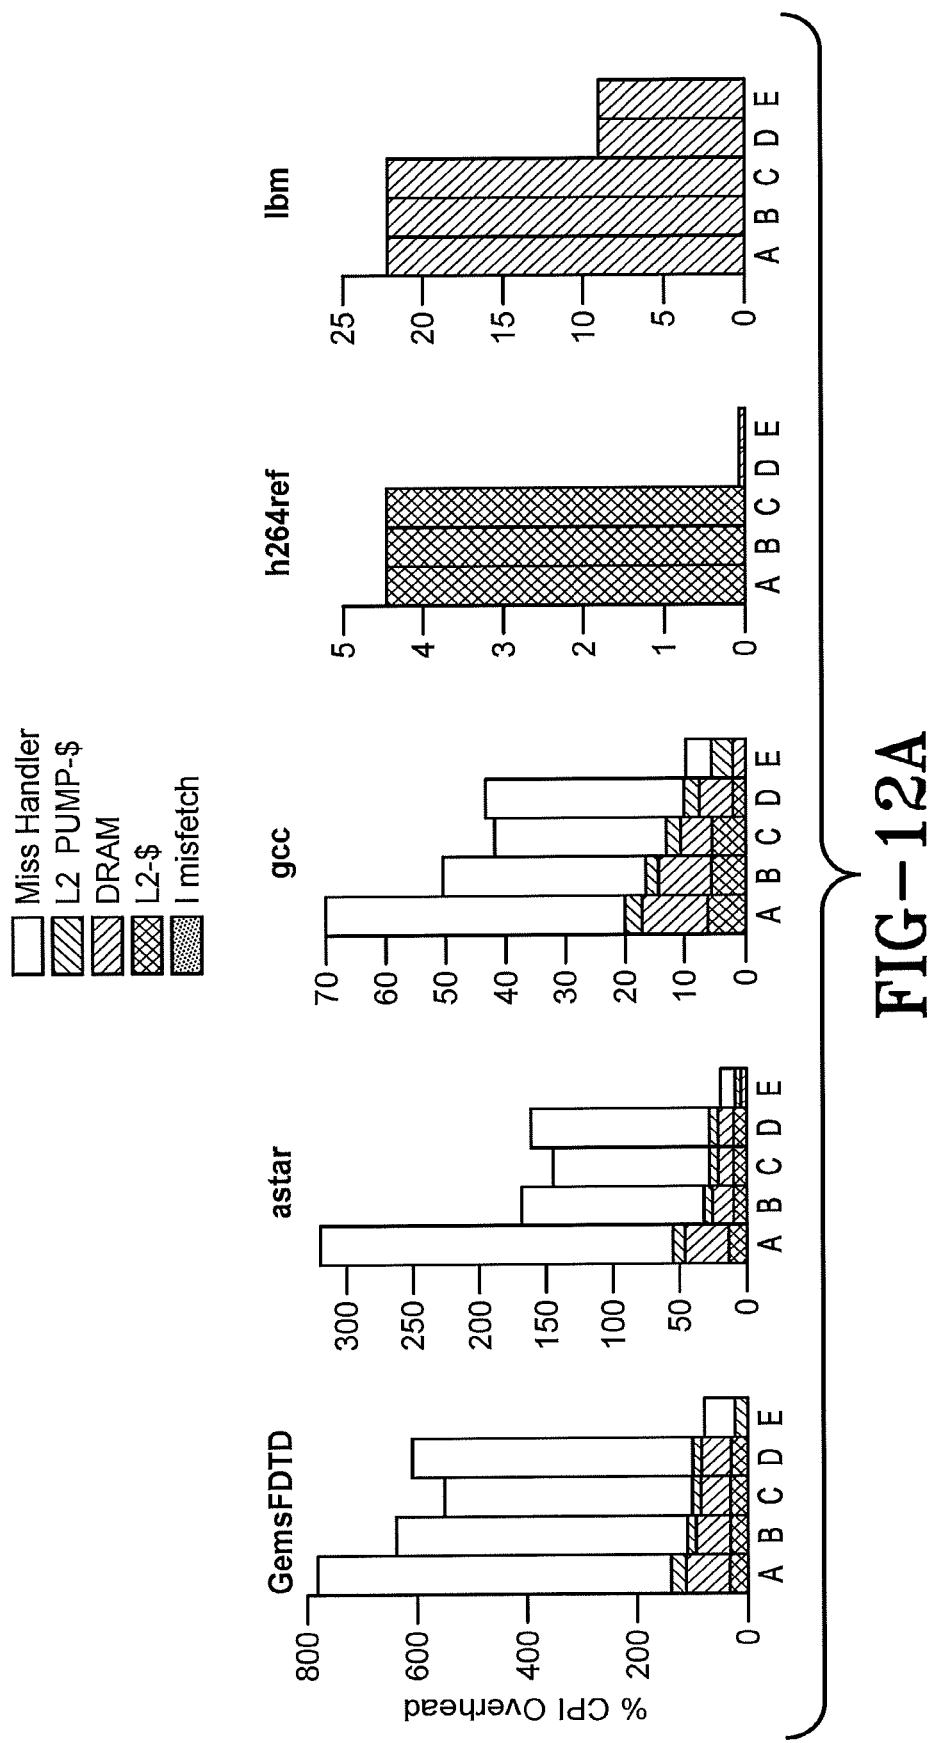 Miss Handler
L2 PUMP-$
DRAM
L2-$
I misfetch
% CPI Overhead
GemsFDTD
800
600
400
200
0
A B C D E
astar
300
250
200
150
100
50
0
A B C D E
gcc
70
60
50
40
30
20
10
0
A B C D E
h264ref
5
4
3
2
1
0
A B C D E
lbm
25
20
15
10
5
0
A B C D E
FIG-12A